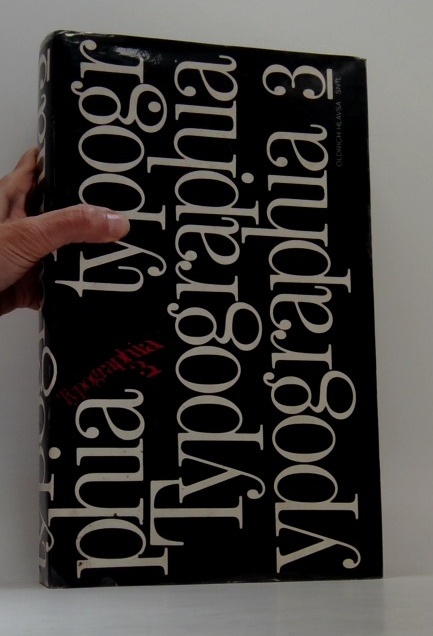 phia typogr
Typographia
3
Typographia
ypographia 3
OLDŘICH HLAVSA SNTL